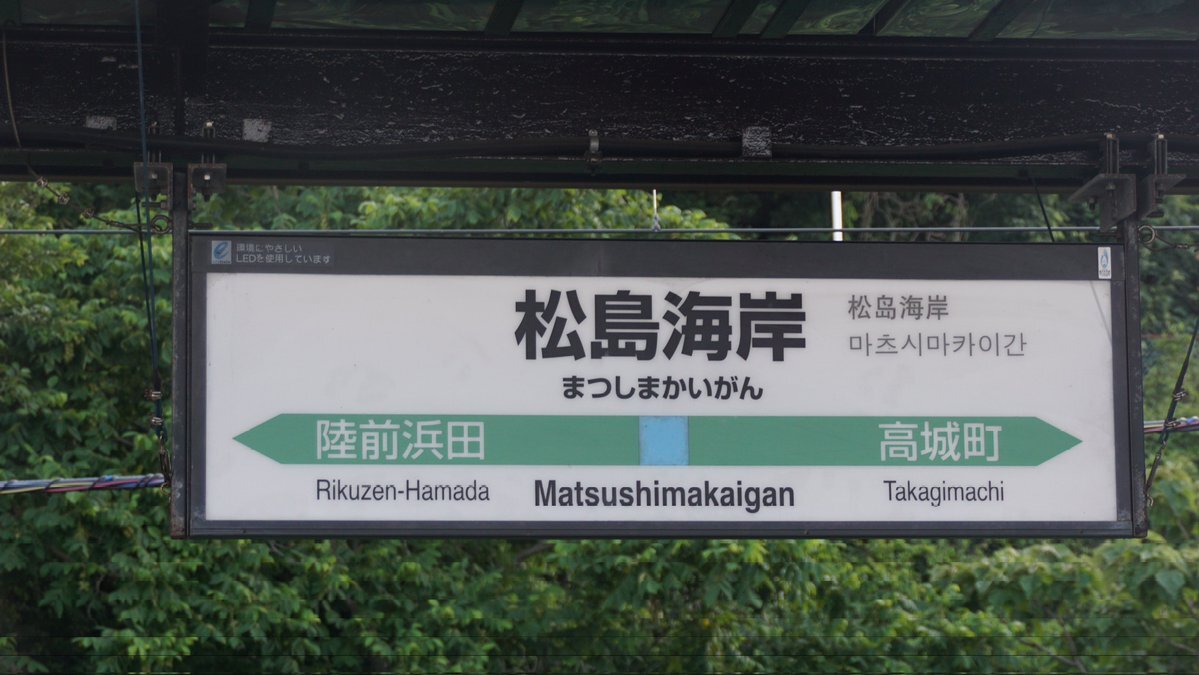 環境にやさしい
LEDを使用しています
松島海岸
松岛海岸
마츠시마카이간
まつしまかいがん
陸前浜田 高城町
Rikuzen-Hamada Matsushimakaigan Takagimachi